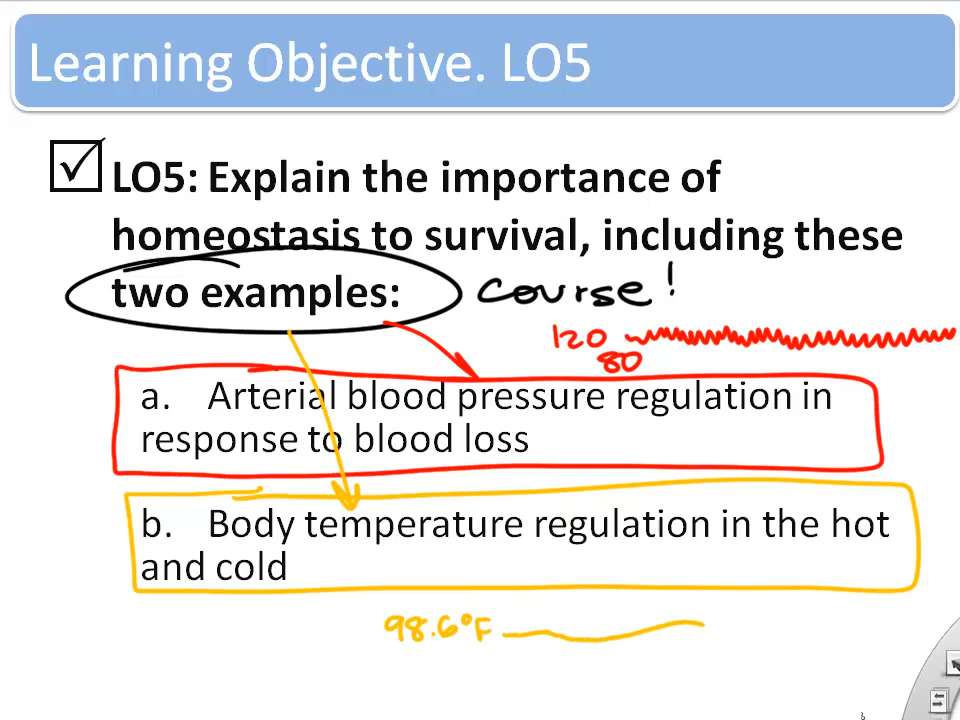 Learning Objective. LO5
LO5: Explain the importance of
homeostasis to survival, including these
two examples: course!
120
80
a. Arterial blood pressure regulation in
response to blood loss
b. Body temperature regulation in the hot
and cold
98.6°F